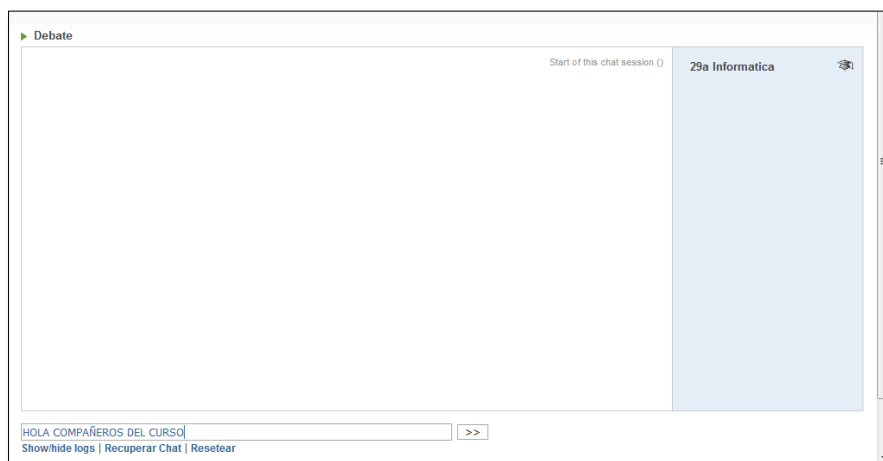 Debate
Start of this chat session ()
29a Informatica
HOLA COMPAÑEROS DEL CURSO
>>
Show/hide logs | Recuperar Chat | Resetear